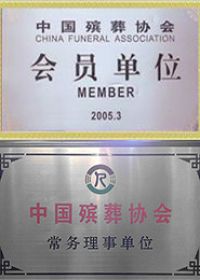 中国殡葬协会
CHINA FUNERAL ASSOCIATION
会员单位
MEMBER
2005.3
中国殡葬协会
常务理事单位